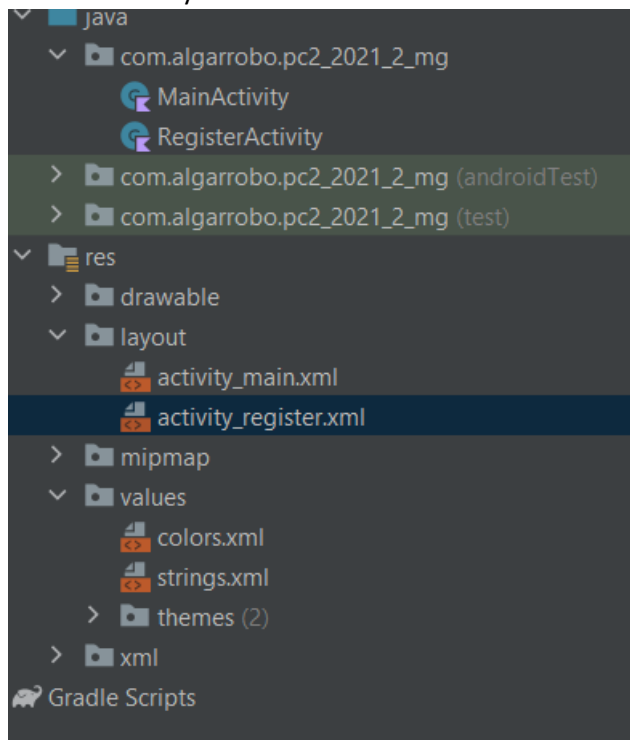 java
com.algarrobo.pc2_2021_2_mg
MainActivity
RegisterActivity
com.algarrobo.pc2_2021_2_mg (androidTest)
com.algarrobo.pc2_2021_2_mg (test)
res
drawable
layout
activity_main.xml
activity_register.xml
mipmap
values
colors.xml
strings.xml
themes (2)
xml
Gradle Scripts